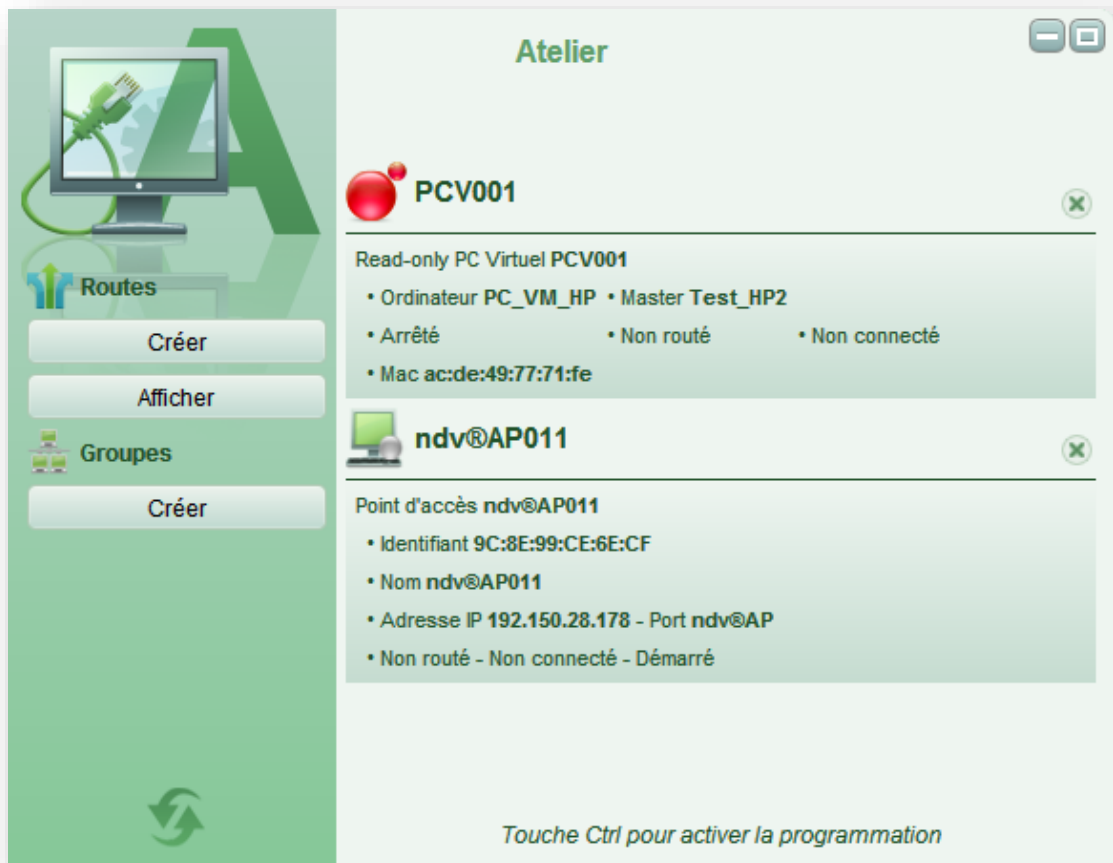 Atelier
Routes
Créer
Afficher
Groupes
Créer
PCV001
Read-only PC Virtuel PCV001
• Ordinateur PC_VM_HP • Master Test_HP2
• Arrêté • Non routé • Non connecté
• Mac ac:de:49:77:71:fe
ndv®AP011
Point d'accès ndv®AP011
• Identifiant 9C:8E:99:CE:6E:CF
• Nom ndv®AP011
• Adresse IP 192.150.28.178 - Port ndv®AP
• Non routé - Non connecté - Démarré
Touche Ctrl pour activer la programmation